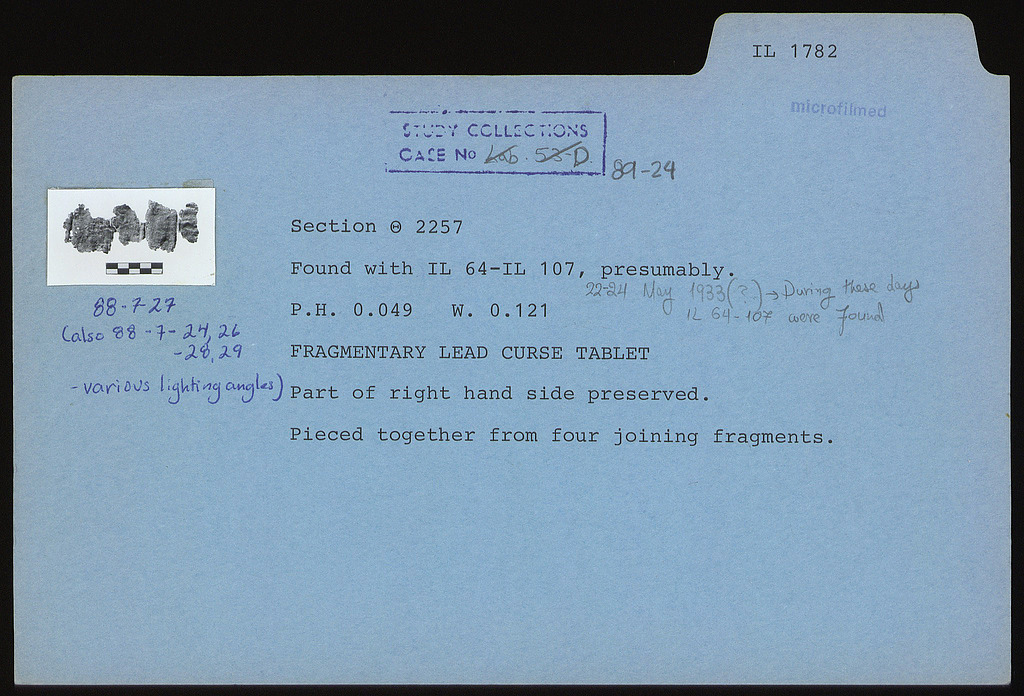 IL 1782
microfilmed
STUDY COLLECTIONS
CASE No Lab. 53-D.
89-24
Section Θ 2257
Found with IL 64-IL 107, presumably.
22-24 May 1933(?)→During these days
IL 64-107 were found
P.H. 0.049 W. 0.121
FRAGMENTARY LEAD CURSE TABLET
Part of right hand side preserved.
Pieced together from four joining fragments.
88-7-27
(also 88-7-24, 26
-28, 29
-various lighting angles)